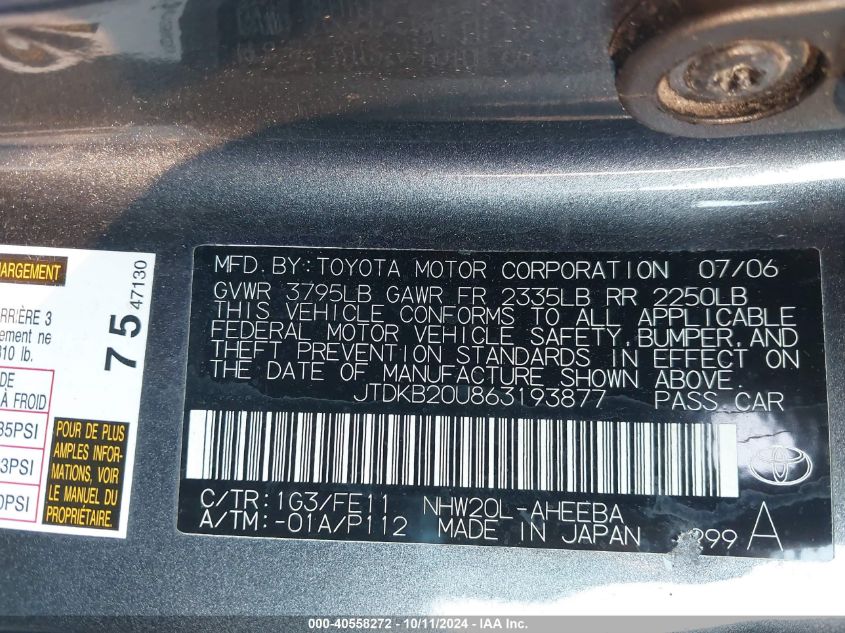 MFD. BY: TOYOTA MOTOR CORPORATION 07/06
GVWR 3795LB GAWR FR 2335LB RR 2250LB
THIS VEHICLE CONFORMS TO ALL APPLICABLE
FEDERAL MOTOR VEHICLE SAFETY, BUMPER, AND
THEFT PREVENTION STANDARDS IN EFFECT ON
THE DATE OF MANUFACTURE SHOWN ABOVE.
JTDKB20U863193877 PASS CAR
C/TR: 1G3/FE11 NHW20L-AHEEBA
A/TM: -01A/P112 MADE IN JAPAN 299 A
75 47130
ARGEMENT
RRIÈRE 3
ement ne
310 lb.
DE
À FROID
35PSI
3PSI
0PSI
POUR DE PLUS
AMPLES INFOR-
MATIONS, VOIR
LE MANUEL DU
PROPRIÉTAIRE.
000-40558272 - 10/11/2024 - IAA Inc.